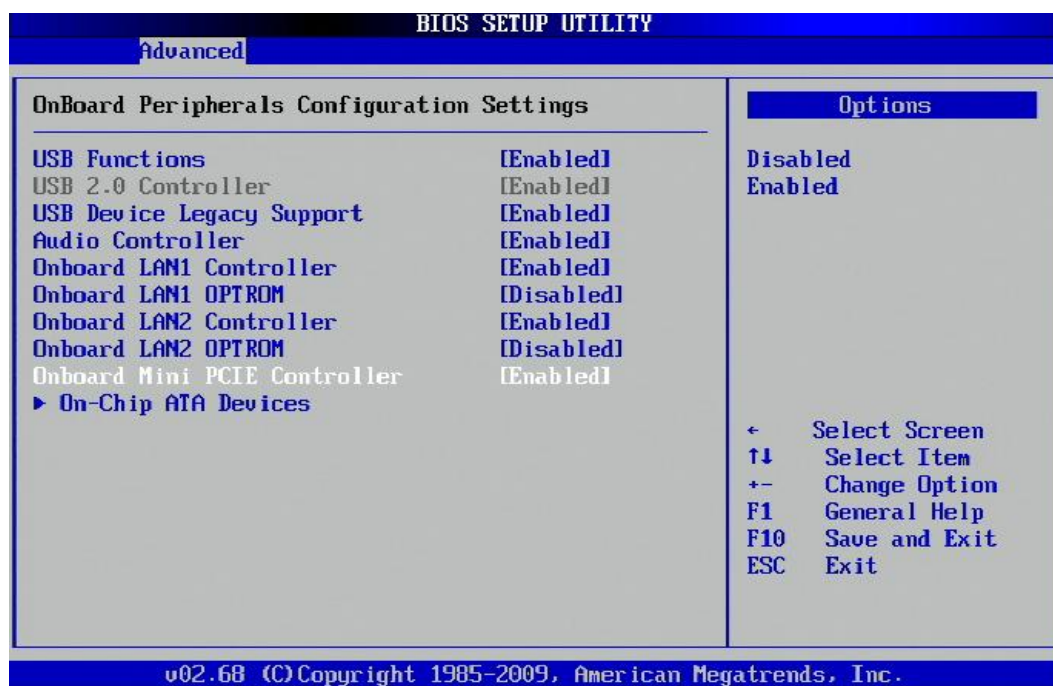 BIOS SETUP UTILITY
Advanced
OnBoard Peripherals Configuration Settings
USB Functions [Enabled]
USB 2.0 Controller [Enabled]
USB Device Legacy Support [Enabled]
Audio Controller [Enabled]
Onboard LAN1 Controller [Enabled]
Onboard LAN1 OPTROM [Disabled]
Onboard LAN2 Controller [Enabled]
Onboard LAN2 OPTROM [Disabled]
Onboard Mini PCIE Controller [Enabled]
▶ On-Chip ATA Devices
Options
Disabled
Enabled
← Select Screen
↑↓ Select Item
+- Change Option
F1 General Help
F10 Save and Exit
ESC Exit
v02.68 (C)Copyright 1985-2009, American Megatrends, Inc.